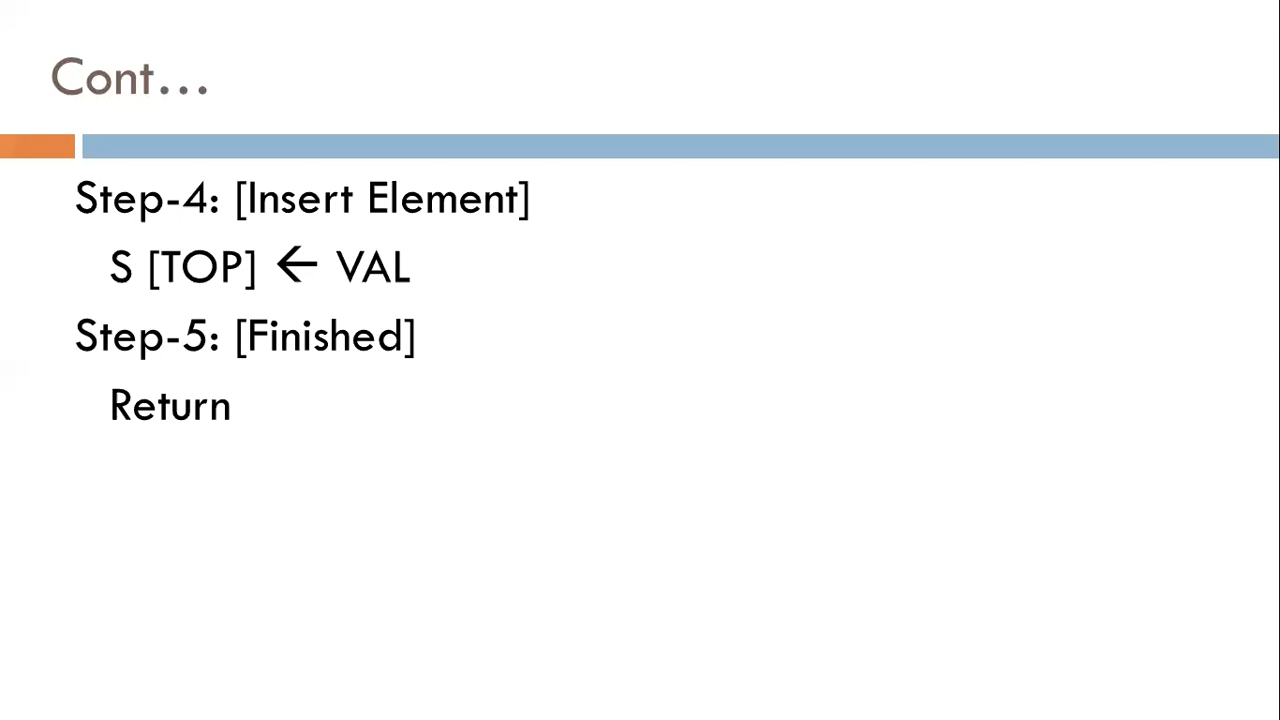 Cont…
Step-4: [Insert Element]
S [TOP] ← VAL
Step-5: [Finished]
Return